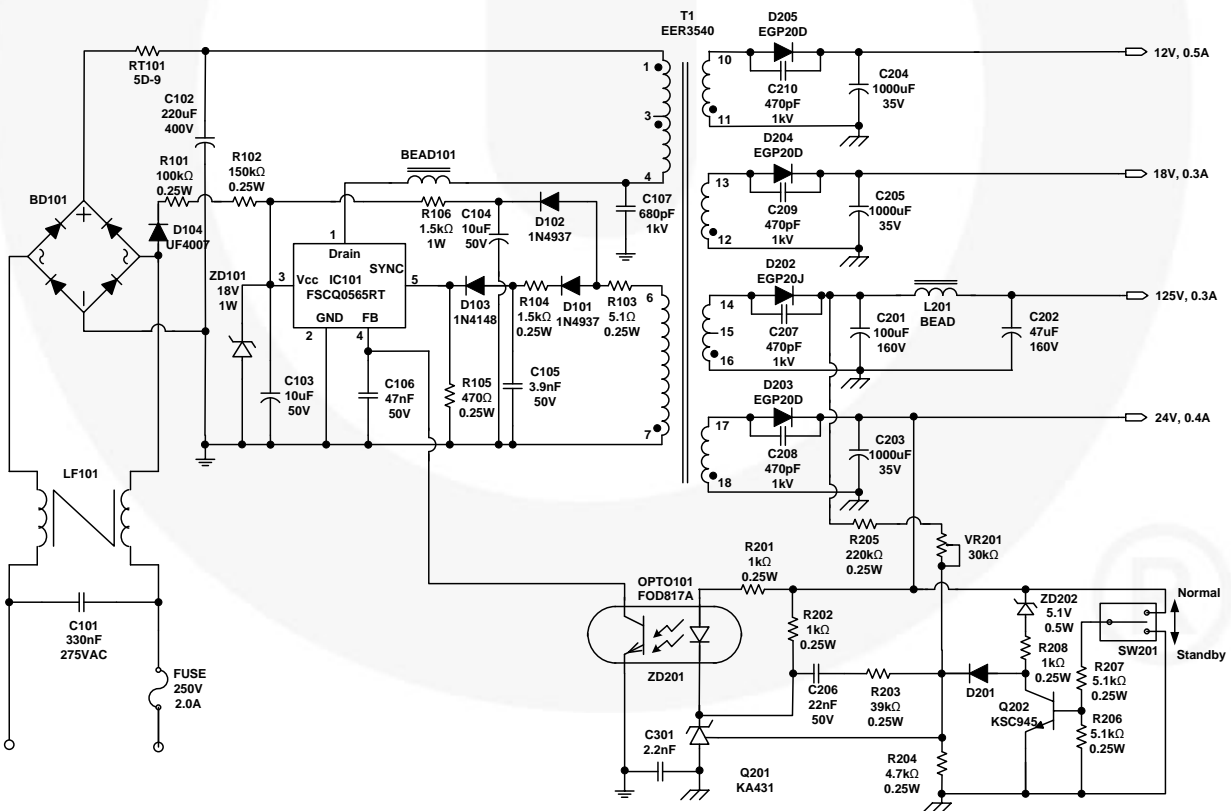 T1
EER3540
RT101
5D-9
C102
220uF
400V
R101
100kΩ
0.25W
R102
150kΩ
0.25W
BD101
D104
UF4007
BEAD101
1
3
4
C107
680pF
1kV
R106
1.5kΩ
1W
C104
10uF
50V
D102
1N4937
ZD101
18V
1W
1
Drain
3
Vcc
IC101
FSCQ0565RT
SYNC
5
GND
2
FB
4
D103
1N4148
R104
1.5kΩ
0.25W
D101
1N4937
R103
5.1Ω
0.25W
6
7
C103
10uF
50V
C106
47nF
50V
R105
470Ω
0.25W
C105
3.9nF
50V
LF101
C101
330nF
275VAC
FUSE
250V
2.0A
10
11
D205
EGP20D
C210
470pF
1kV
C204
1000uF
35V
12V, 0.5A
13
12
D204
EGP20D
C209
470pF
1kV
C205
1000uF
35V
18V, 0.3A
14
15
16
D202
EGP20J
C207
470pF
1kV
C201
100uF
160V
L201
BEAD
C202
47uF
160V
125V, 0.3A
17
18
D203
EGP20D
C208
470pF
1kV
C203
1000uF
35V
24V, 0.4A
R205
220kΩ
0.25W
VR201
30kΩ
R201
1kΩ
0.25W
OPTO101
FOD817A
R202
1kΩ
0.25W
ZD201
C206
22nF
50V
R203
39kΩ
0.25W
D201
ZD202
5.1V
0.5W
R208
1kΩ
0.25W
Q202
KSC945
R207
5.1kΩ
0.25W
R206
5.1kΩ
0.25W
SW201
Normal
Standby
C301
2.2nF
Q201
KA431
R204
4.7kΩ
0.25W
®